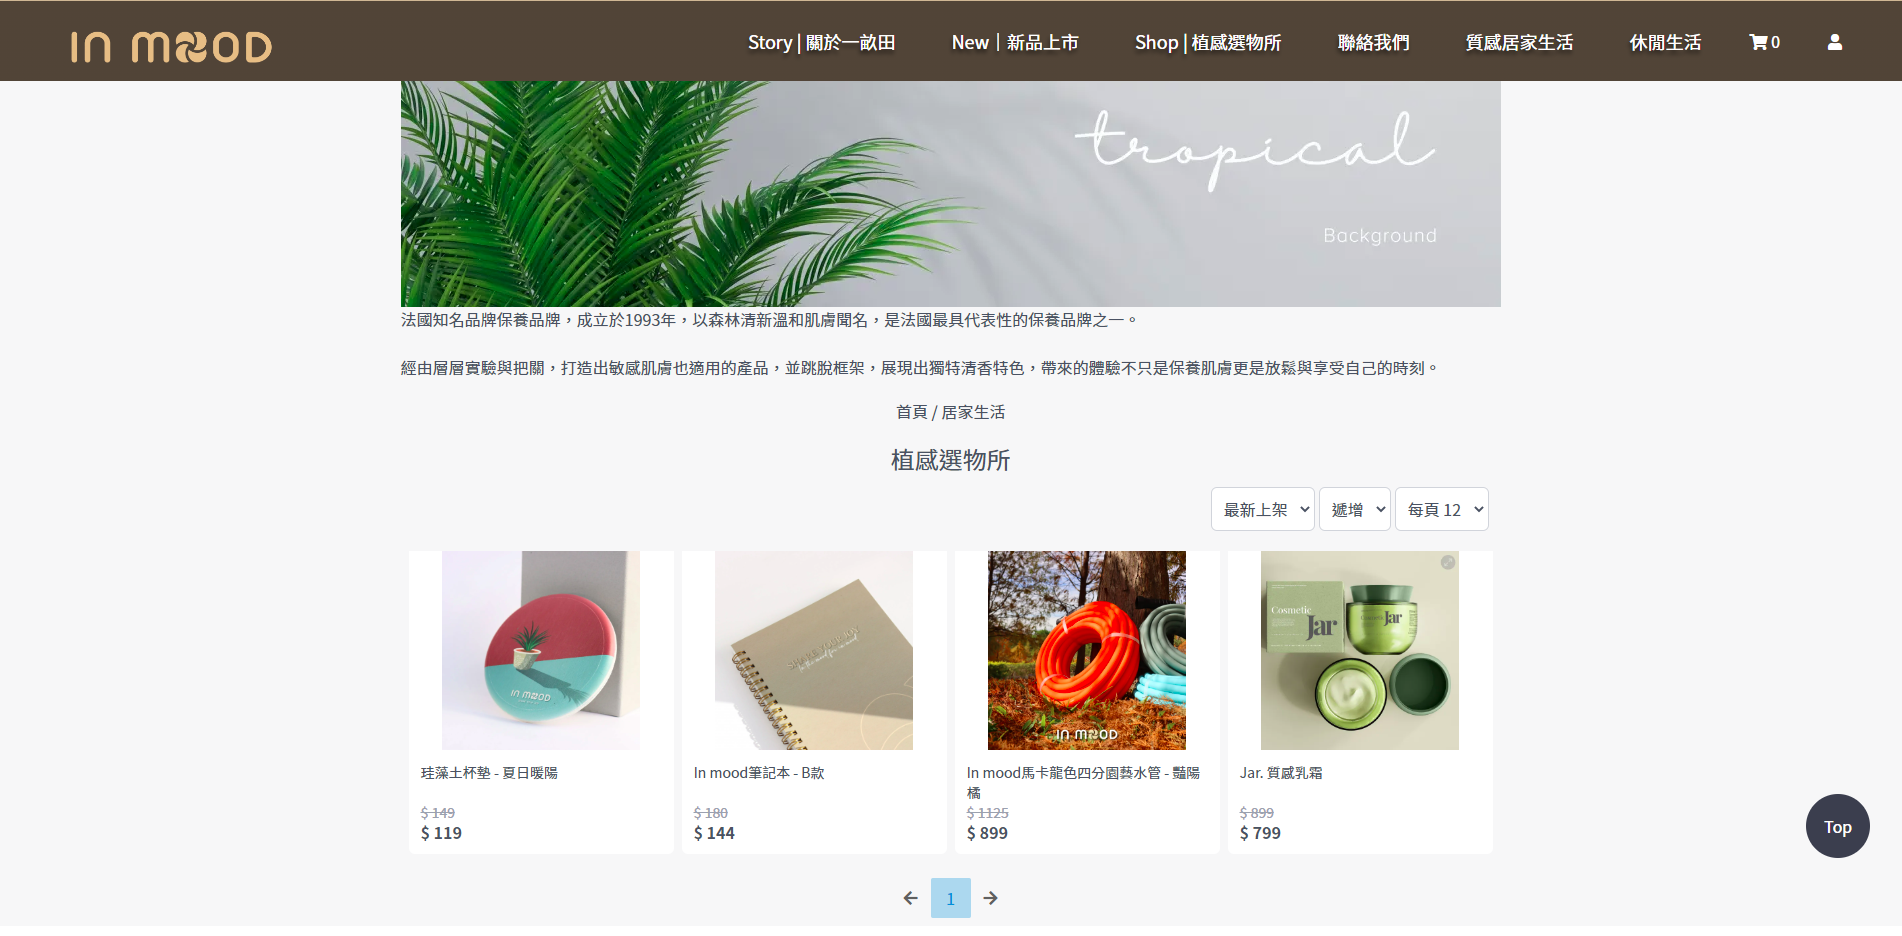 In mood
Story | 關於一畝田
New｜新品上市
Shop | 植感選物所
聯絡我們
質感居家生活
休閒生活
0
tropical
Background
法國知名品牌保養品牌，成立於1993年，以森林清新溫和肌膚聞名，是法國最具代表性的保養品牌之一。
經由層層實驗與把關，打造出敏感肌膚也適用的產品，並跳脫框架，展現出獨特清香特色，帶來的體驗不只是保養肌膚更是放鬆與享受自己的時刻。
首頁 / 居家生活
植感選物所
最新上架
遞增
每頁 12
In mood
In mood
Cosmetic
Jar
Jar
珪藻土杯墊 - 夏日暖陽
$ 149
$ 119
In mood筆記本 - B款
$ 180
$ 144
In mood馬卡龍色四分園藝水管 - 豔陽
橘
$ 1125
$ 899
Jar. 質感乳霜
$ 899
$ 799
Top
1